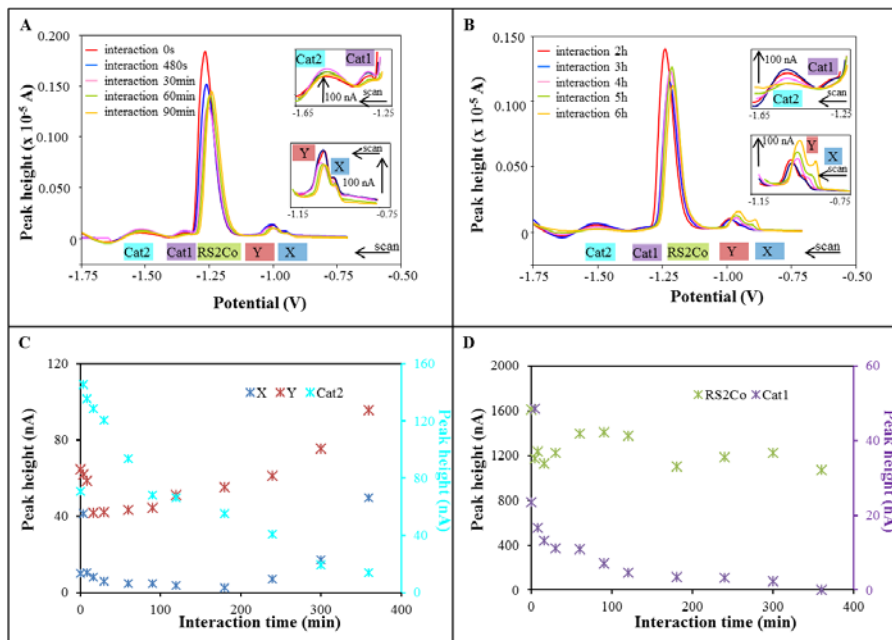 A
Peak height (x 10⁻⁵ A)
0.200
0.150
0.100
0.050
0
interaction 0s
interaction 480s
interaction 30min
interaction 60min
interaction 90min
Cat2
Cat1
100 nA
scan
-1.65
-1.25
Y
scan
X
100 nA
-1.15
-0.75
Cat2
Cat1
RS2Co
Y
X
scan
-1.75
-1.50
-1.25
-1.00
-0.75
-0.50
Potential (V)
B
Peak height (x 10⁻⁵ A)
0.150
0.100
0.050
0
interaction 2h
interaction 3h
interaction 4h
interaction 5h
interaction 6h
100 nA
Cat1
Cat2
scan
-1.65
-1.25
100 nA
Y
X
scan
-1.15
-0.75
Cat2
Cat1
RS2Co
Y
X
scan
-1.75
-1.50
-1.25
-1.00
-0.75
-0.50
Potential (V)
C
Peak height (nA)
120
80
40
0
X
Y
Cat2
160
120
80
40
0
Peak height (nA)
0
100
200
300
400
Interaction time (min)
D
Peak height (nA)
2000
1600
1200
800
400
0
RS2Co
Cat1
60
40
20
0
Peak height (nA)
0
100
200
300
400
Interaction time (min)